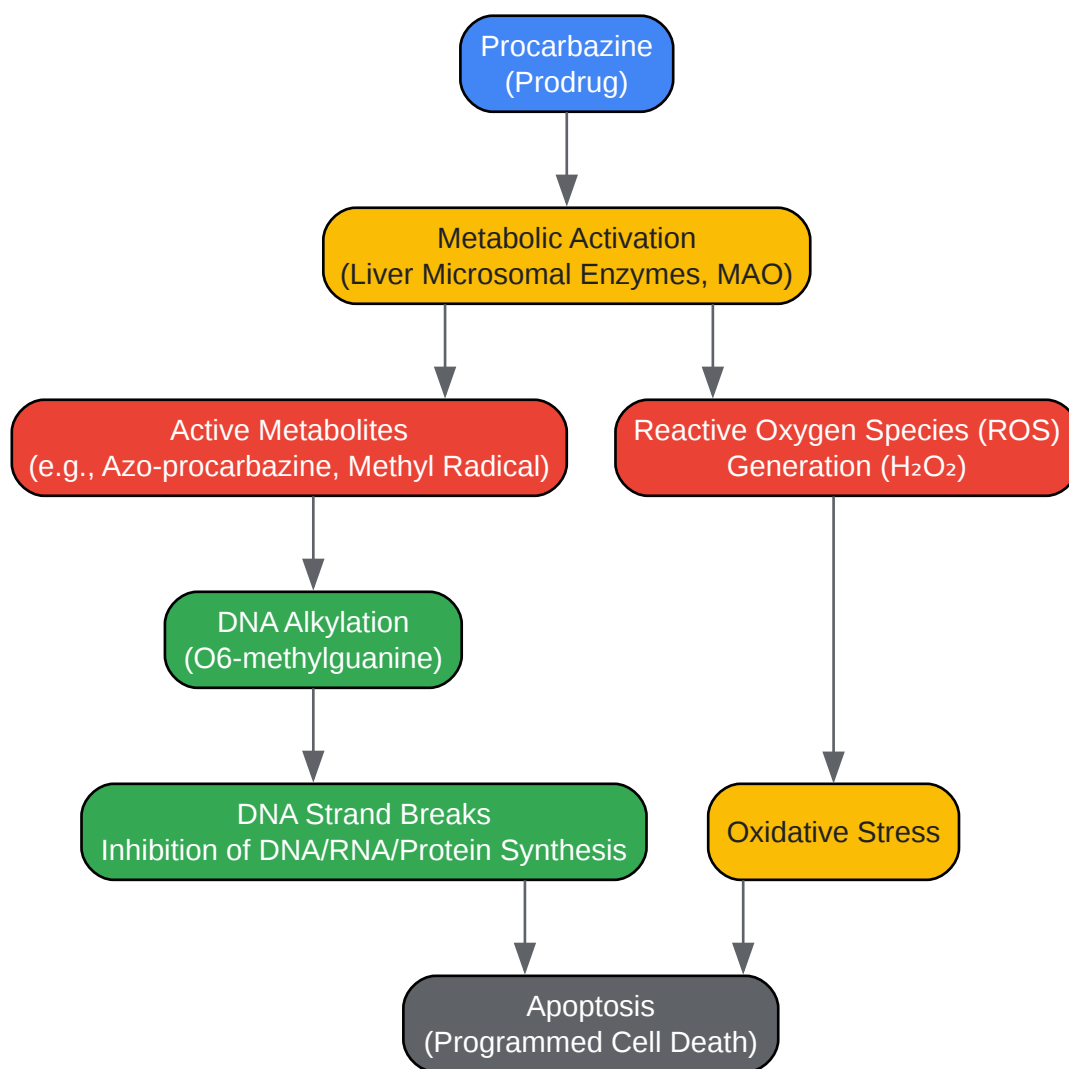 Procarbazine
(Prodrug)
Metabolic Activation
(Liver Microsomal Enzymes, MAO)
Active Metabolites
(e.g., Azo-procarbazine, Methyl Radical)
Reactive Oxygen Species (ROS)
Generation (H₂O₂)
DNA Alkylation
(O6-methylguanine)
DNA Strand Breaks
Inhibition of DNA/RNA/Protein Synthesis
Oxidative Stress
Apoptosis
(Programmed Cell Death)